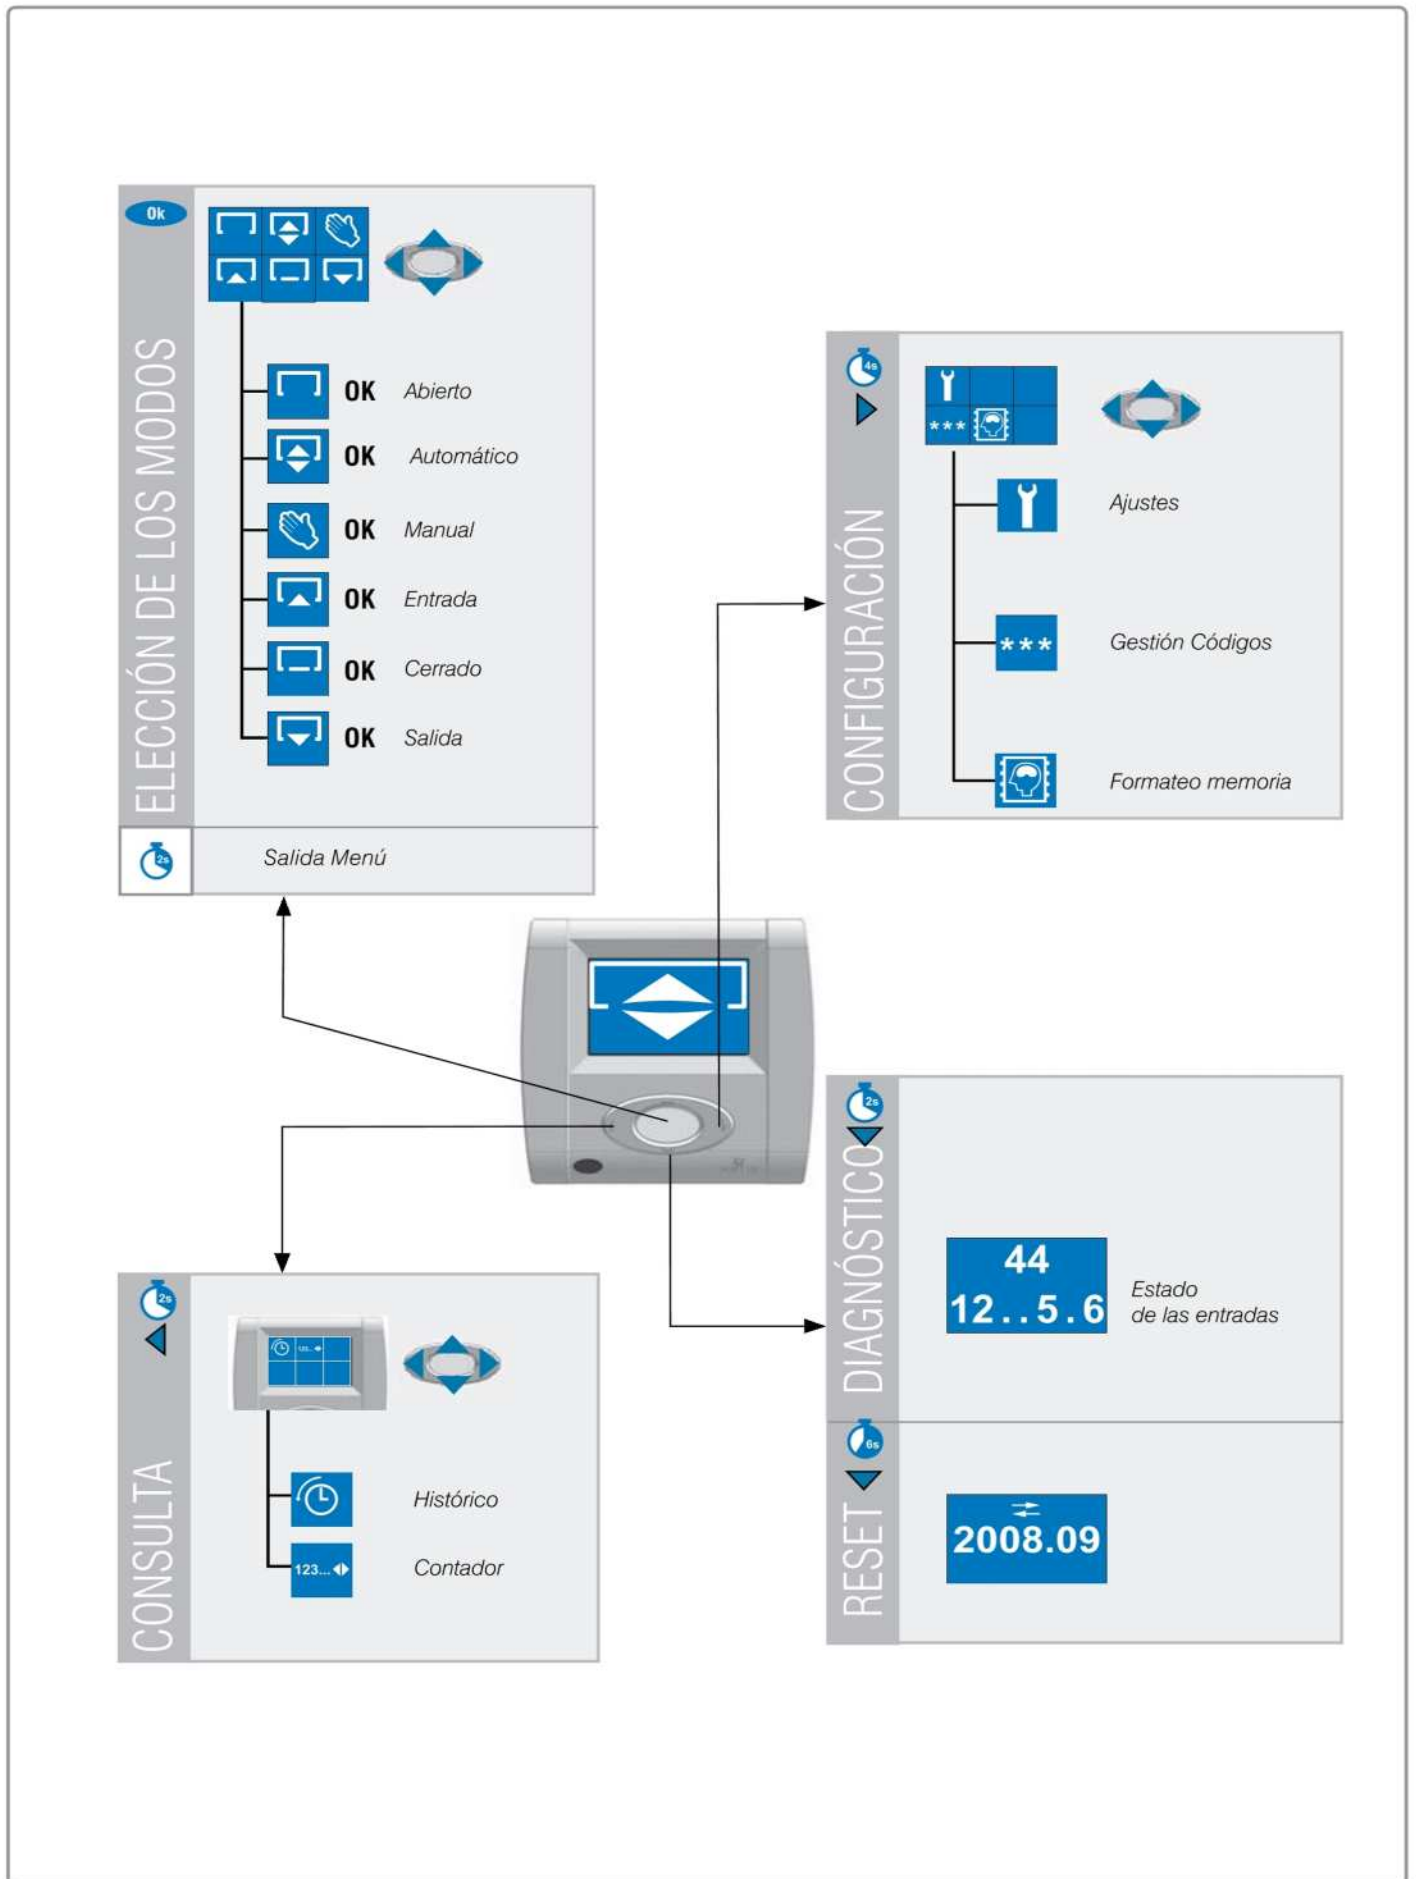 Ok
ELECCIÓN DE LOS MODOS
OK Abierto
OK Automático
OK Manual
OK Entrada
OK Cerrado
OK Salida
2s
Salida Menú
4s
CONFIGURACIÓN
***
Ajustes
*** Gestión Códigos
Formateo memoria
2s
DIAGNÓSTICO
44
12..5.6
Estado
de las entradas
6s
RESET
2008.09
2s
CONSULTA
123...
Histórico
123... Contador